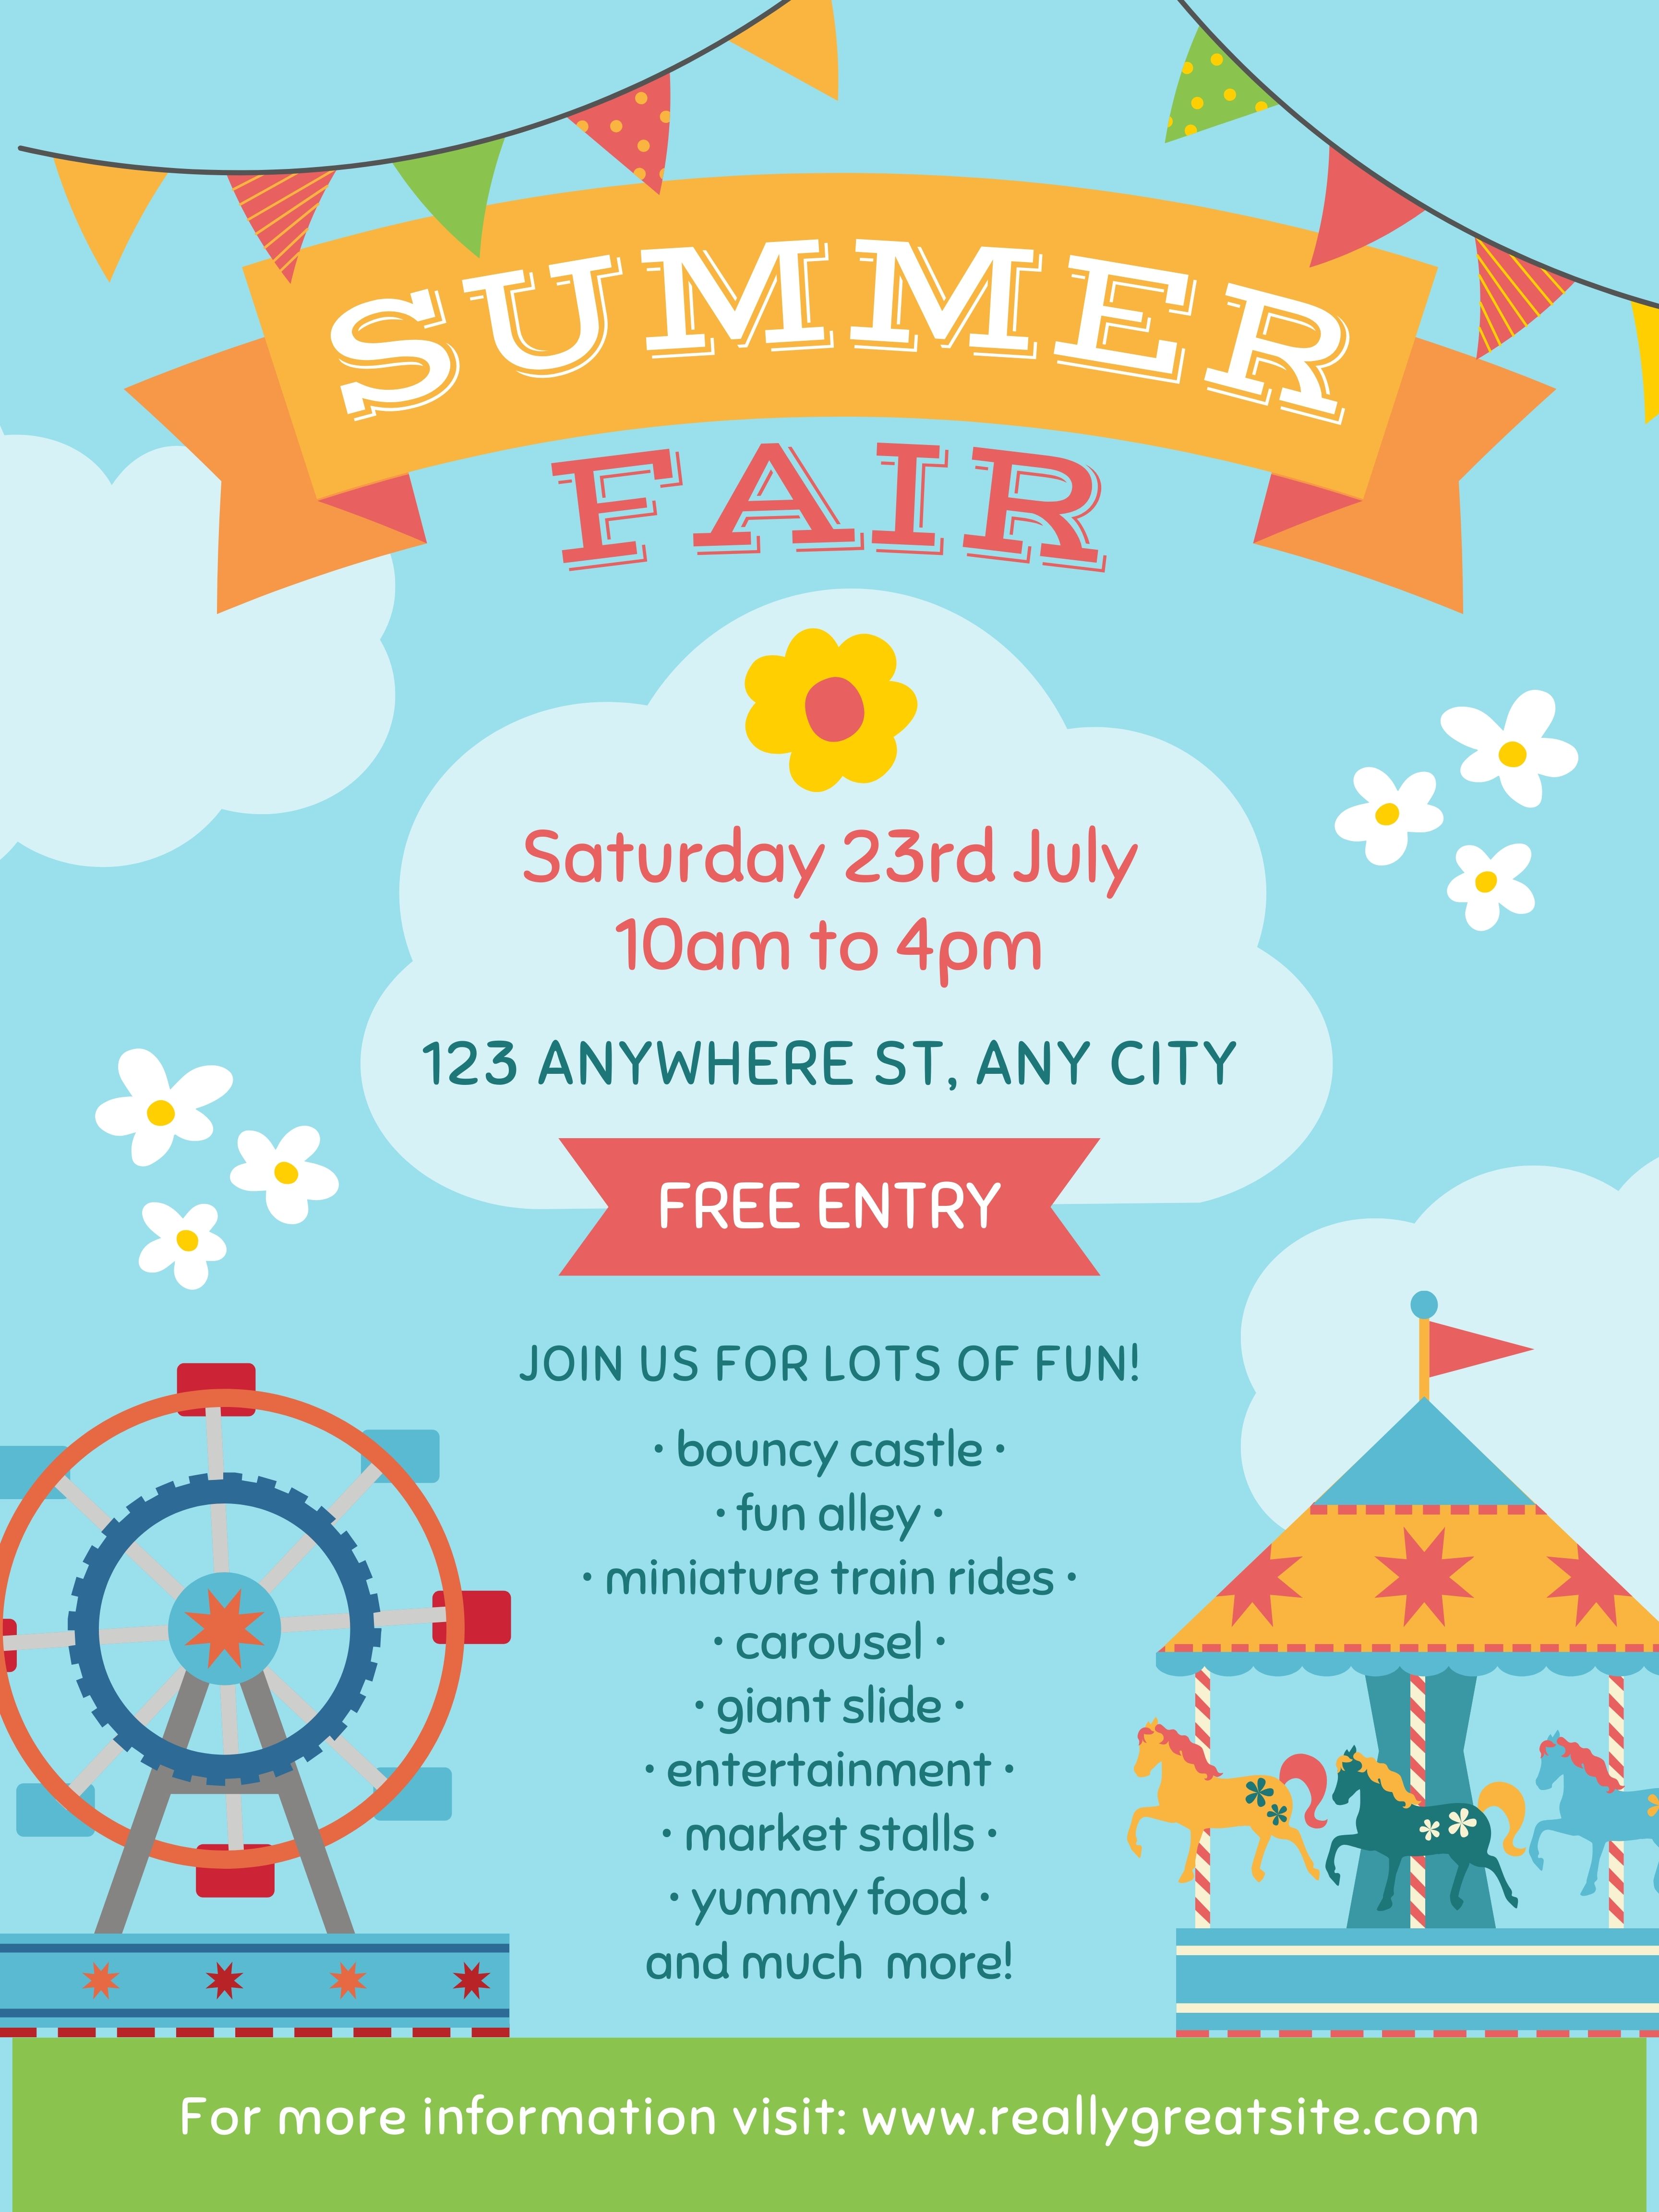 SUMMER
FAIR
Saturday 23rd July
10am to 4pm
123 ANYWHERE ST, ANY CITY
FREE ENTRY
JOIN US FOR LOTS OF FUN!
• bouncy castle •
• fun alley •
• miniature train rides •
• carousel •
• giant slide •
• entertainment •
• market stalls •
• yummy food •
and much more!
For more information visit: www.reallygreatsite.com